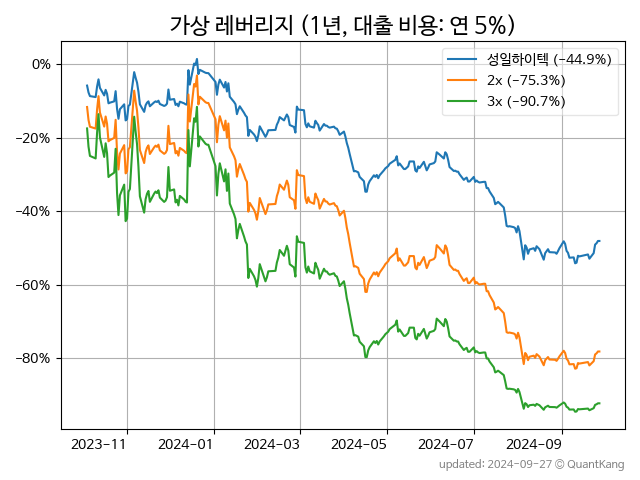 가상 레버리지 (1년, 대출 비용: 연 5%)
성일하이텍 (−44.9%)
2x (−75.3%)
3x (−90.7%)
0%
−20%
−40%
−60%
−80%
2023-11
2024-01
2024-03
2024-05
2024-07
2024-09
updated: 2024-09-27 © QuantKang